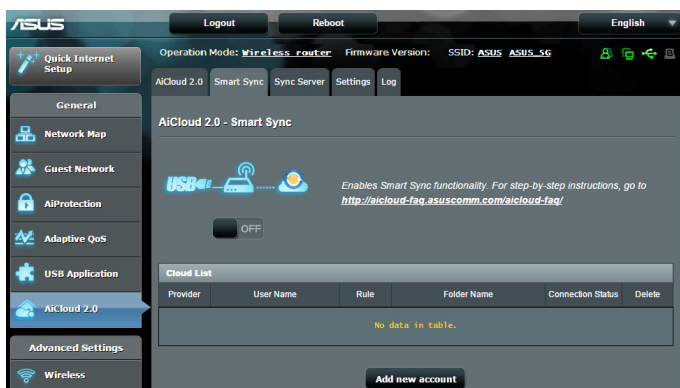 ASUS
Logout
Reboot
English
Quick Internet
Setup
Operation Mode: Wireless router Firmware Version: SSID: ASUS ASUS_5G
AiCloud 2.0
Smart Sync
Sync Server
Settings
Log
General
Network Map
Guest Network
AiProtection
Adaptive QoS
USB Application
AiCloud 2.0
Advanced Settings
Wireless
AiCloud 2.0 - Smart Sync
USB
Enables Smart Sync functionality. For step-by-step instructions, go to
http://aicloud-faq.asuscomm.com/aicloud-faq/
OFF
Cloud List
Provider User Name Rule Folder Name Connection Status Delete
No data in table.
Add new account